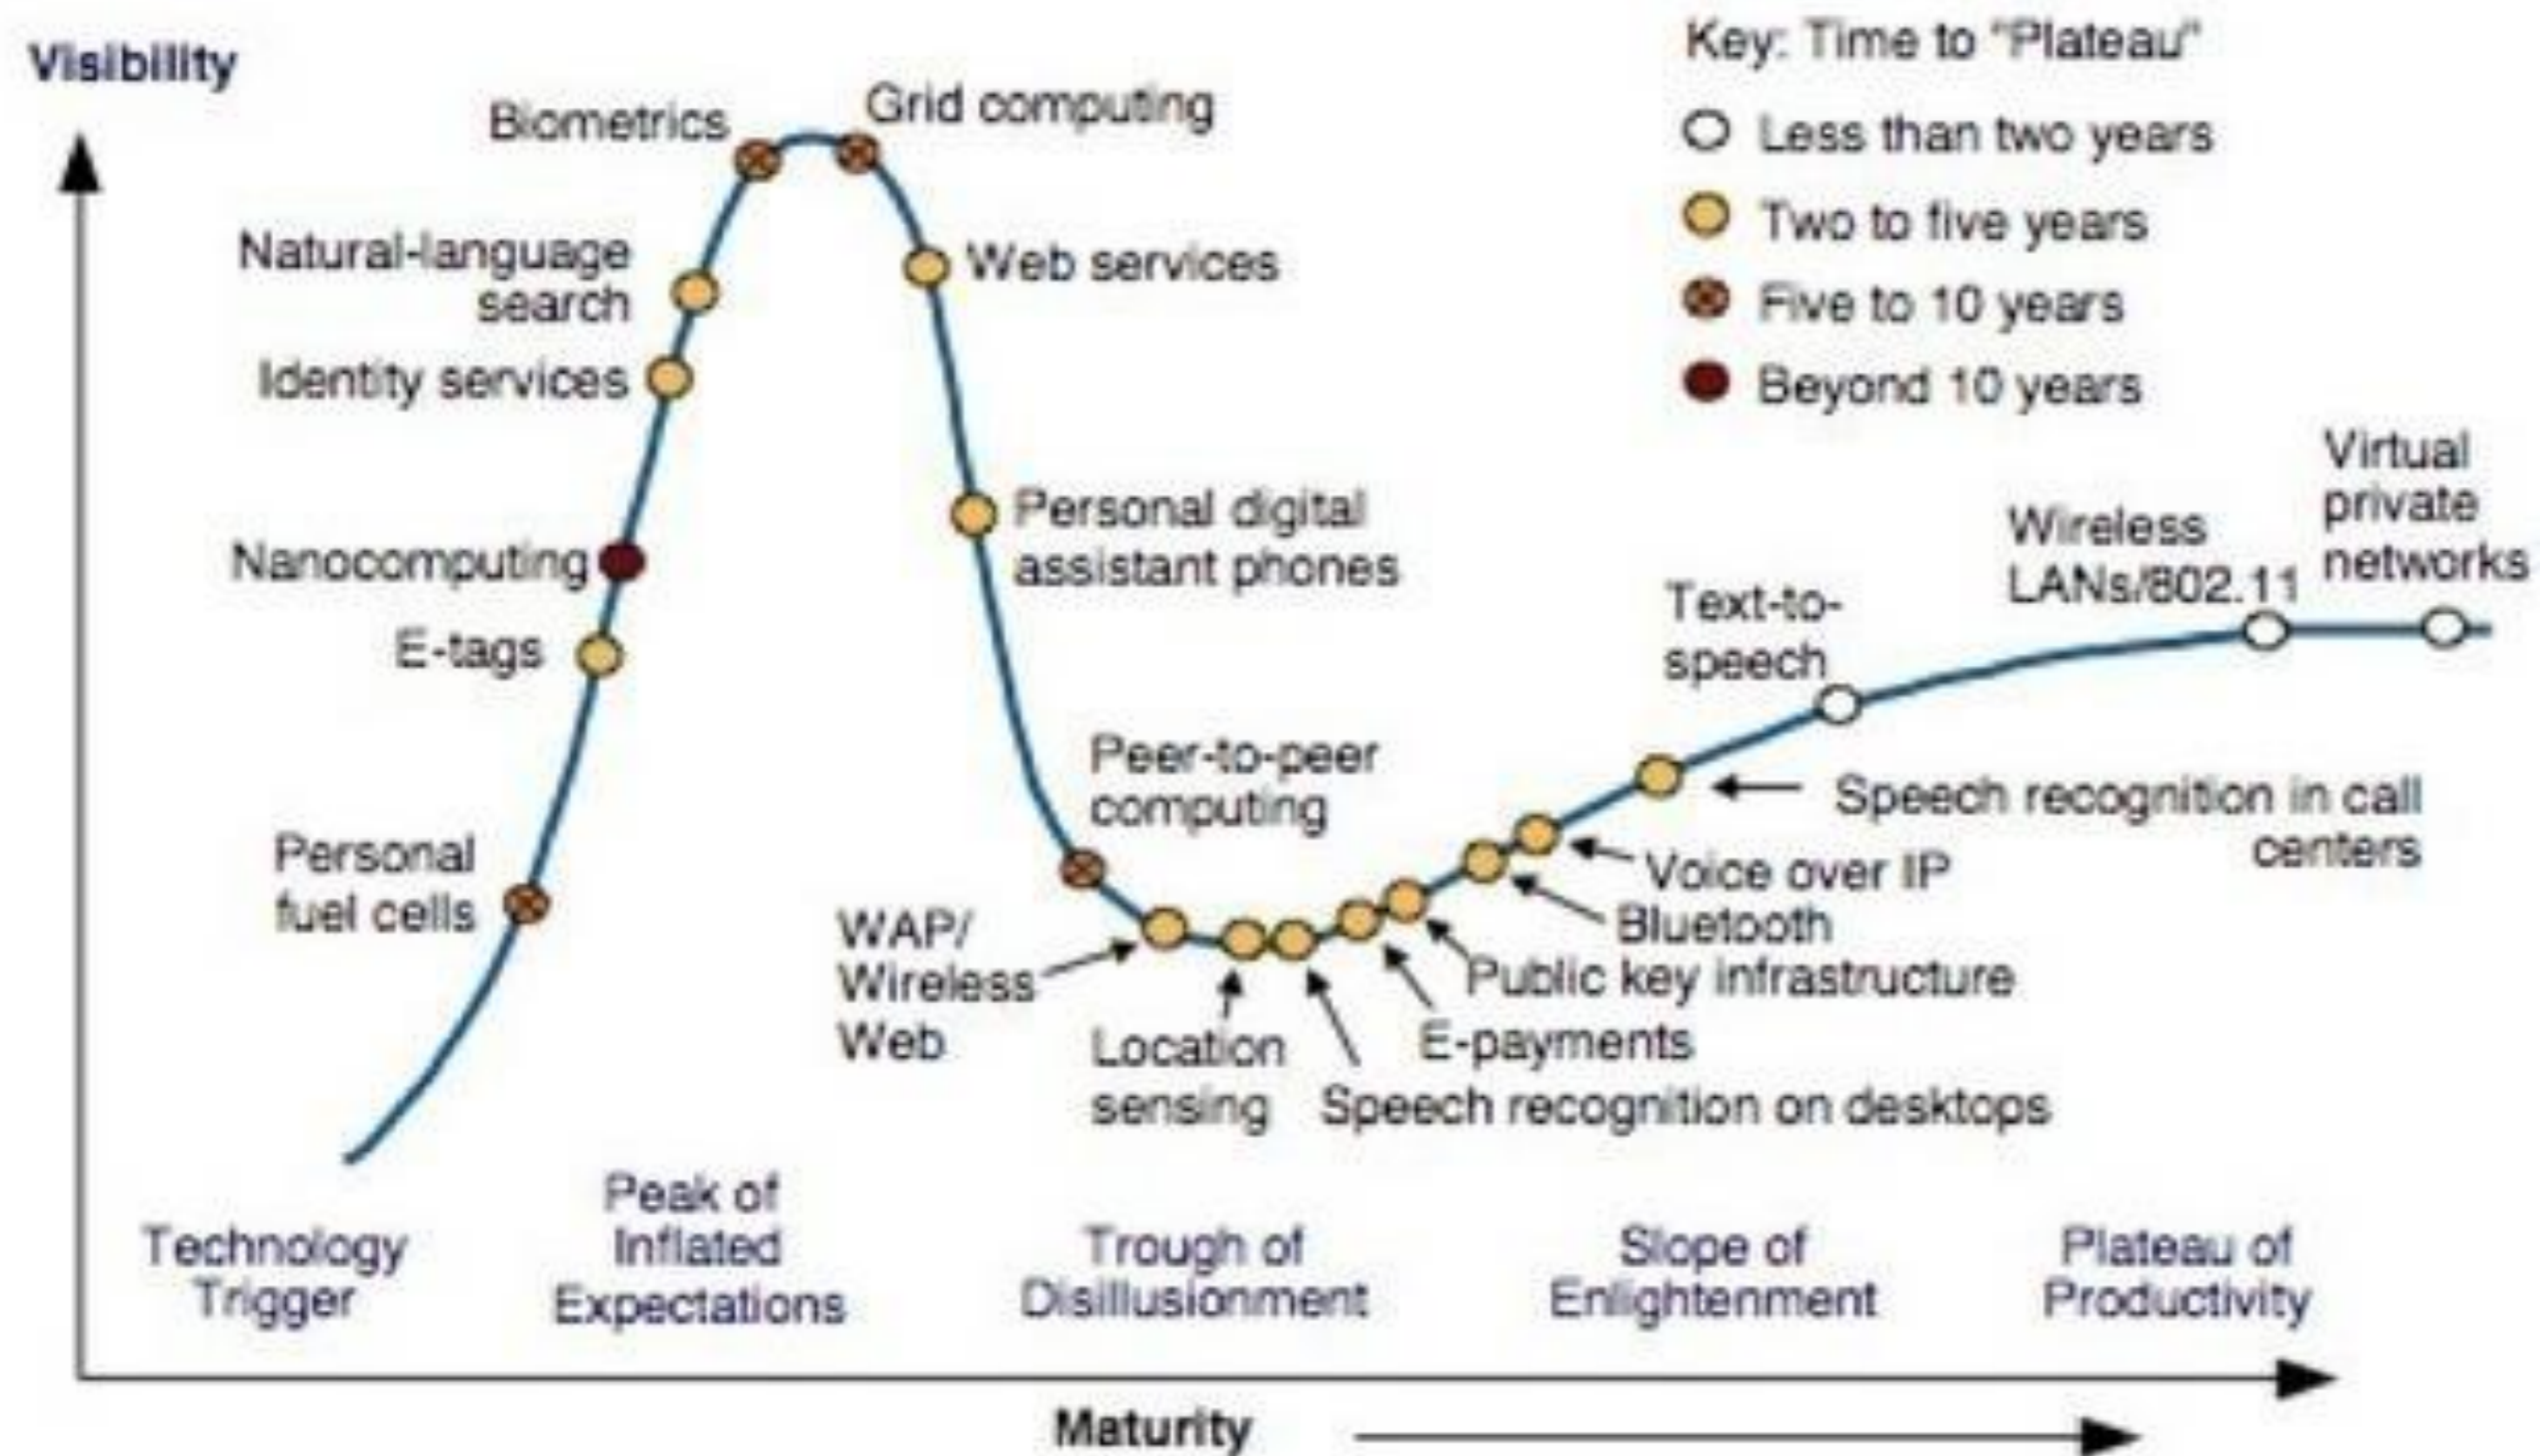 Visibility
Key: Time to "Plateau"
Less than two years
Two to five years
Five to 10 years
Beyond 10 years
Biometrics
Grid computing
Natural-language
search
Web services
Identity services
Nanocomputing
Personal digital
assistant phones
E-tags
Personal
fuel cells
Peer-to-peer
computing
WAP/
Wireless
Web
Location
sensing
Speech recognition on desktops
E-payments
Public key infrastructure
Bluetooth
Voice over IP
Speech recognition in call
centers
Text-to-
speech
Wireless
LANs/802.11
Virtual
private
networks
Technology
Trigger
Peak of
Inflated
Expectations
Trough of
Disillusionment
Slope of
Enlightenment
Plateau of
Productivity
Maturity